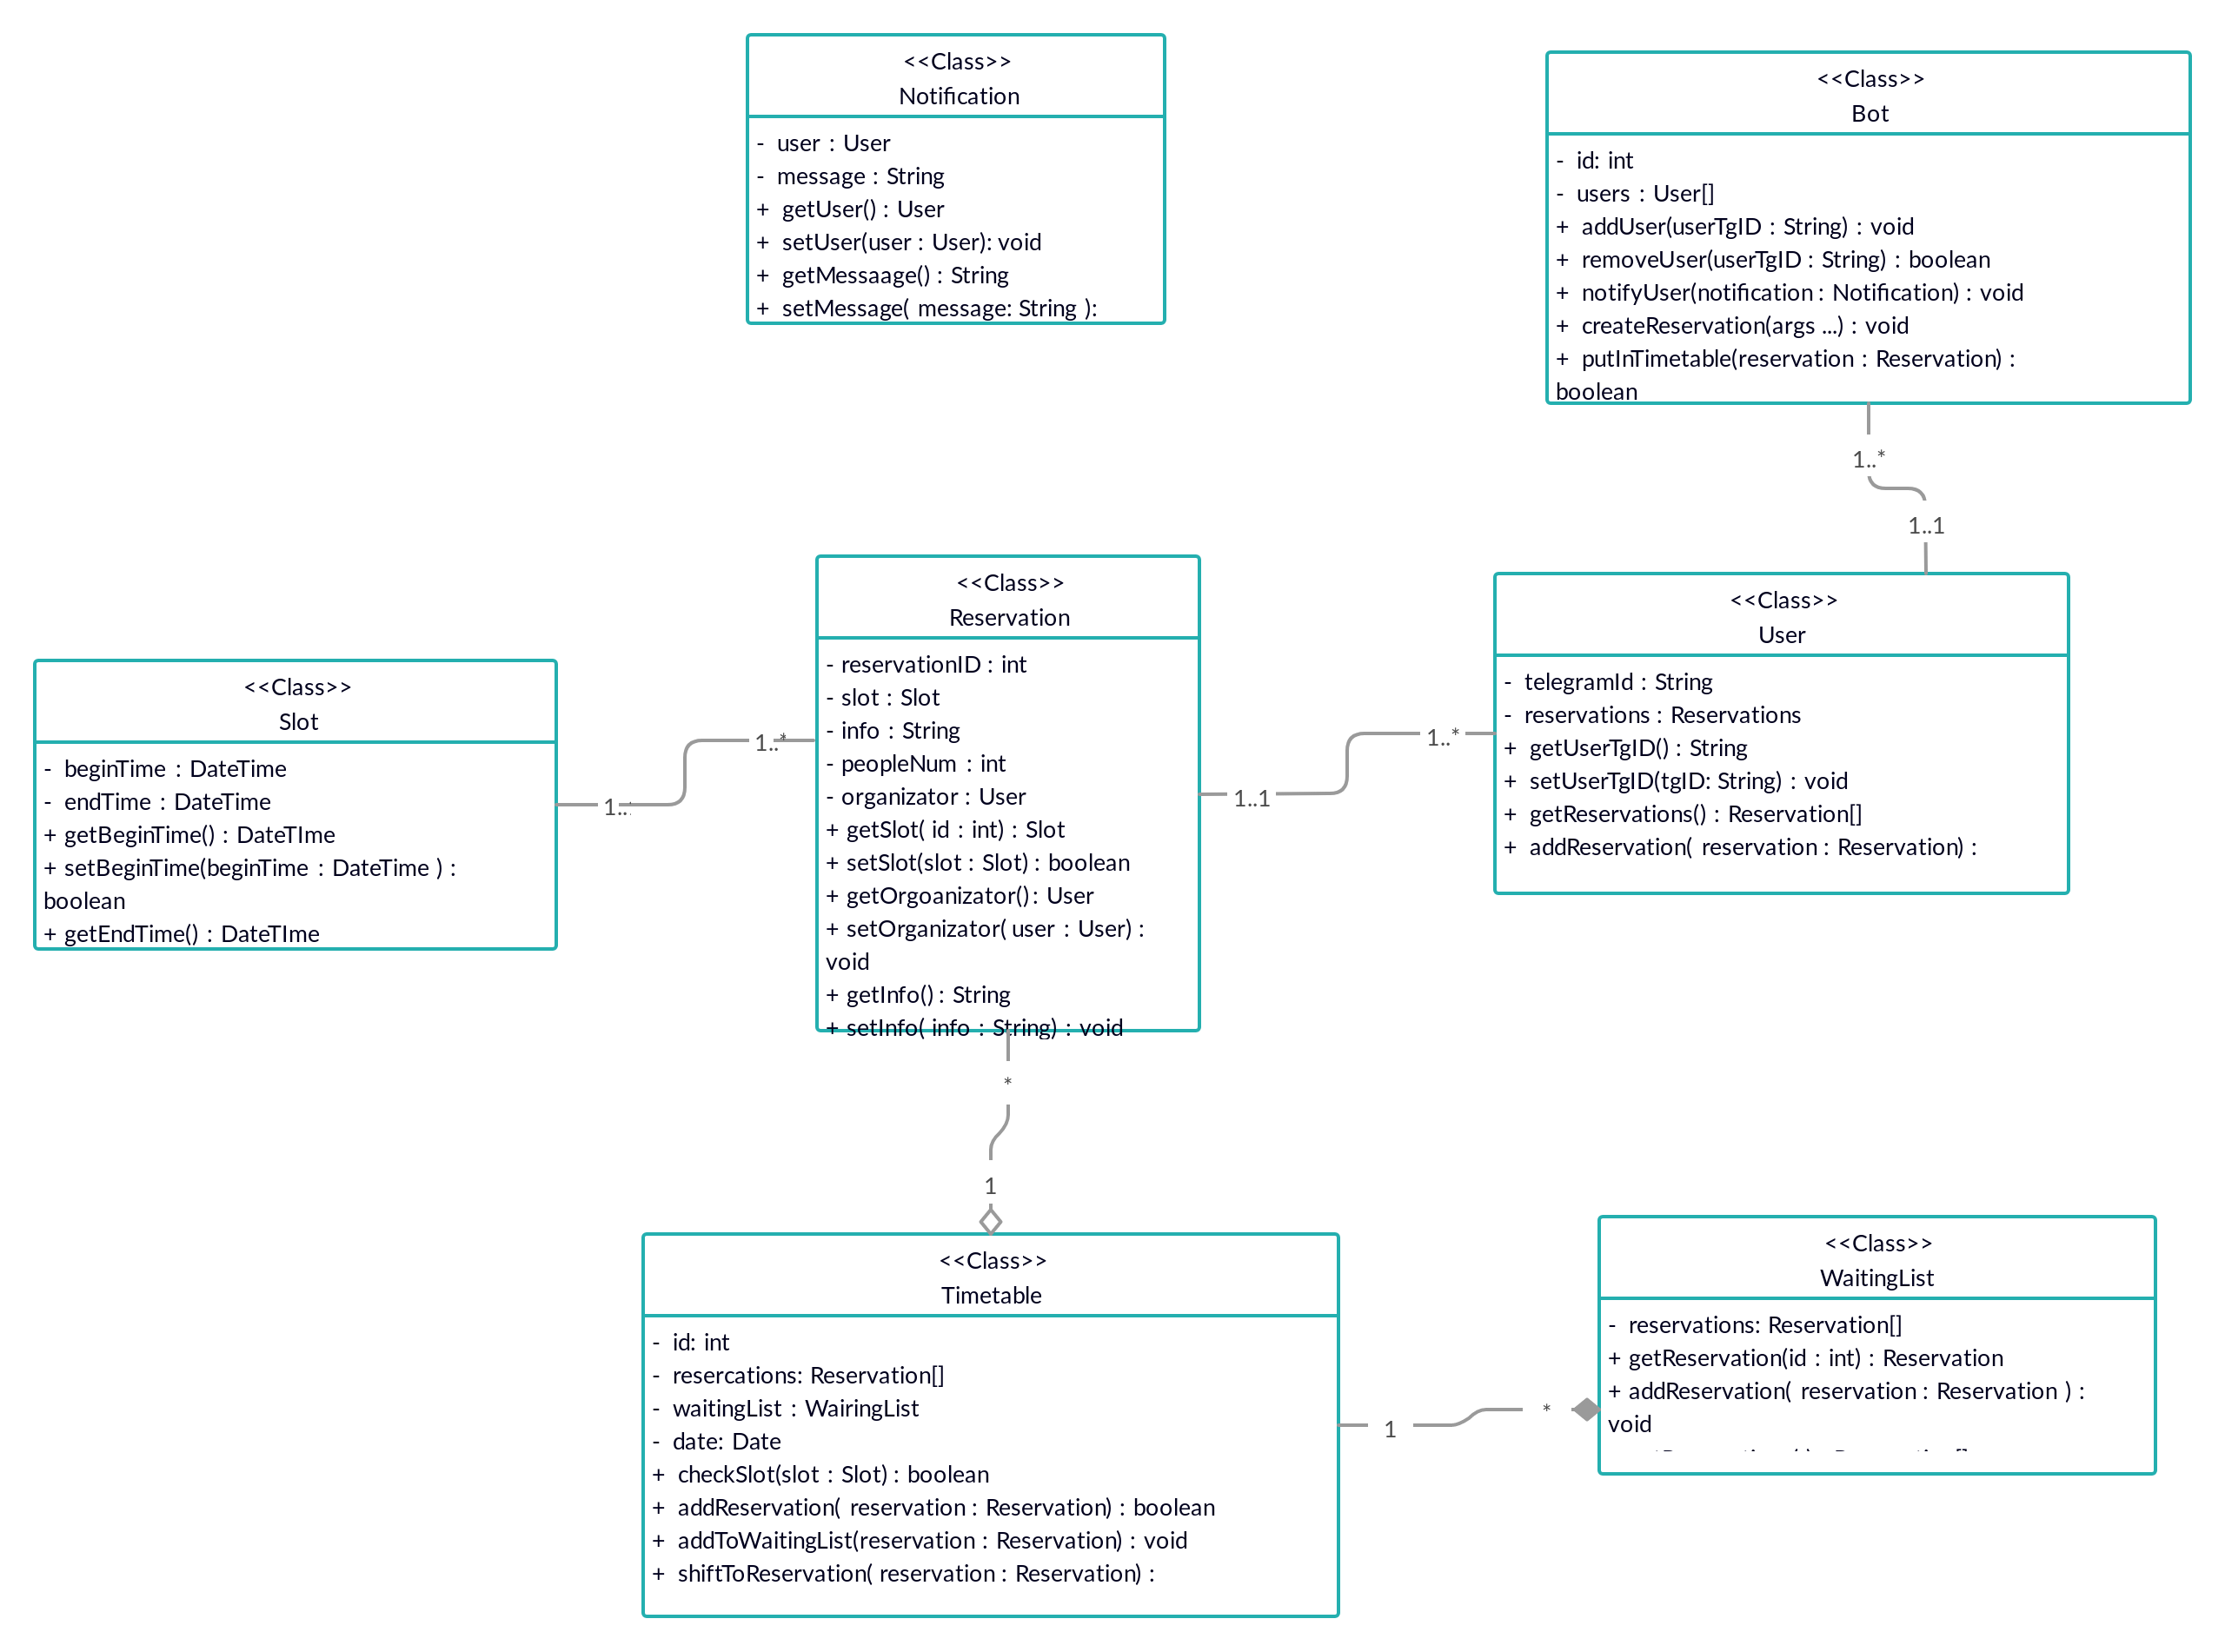 <<Class>>
Notification
- user : User
- message : String
+ getUser() : User
+ setUser(user : User): void
+ getMessaage() : String
+ setMessage( message: String ):
<<Class>>
Bot
- id: int
- users : User[]
+ addUser(userTgID : String) : void
+ removeUser(userTgID : String) : boolean
+ notifyUser(notification : Notification) : void
+ createReservation(args ...) : void
+ putInTimetable(reservation : Reservation) :
boolean
1..*
1..1
<<Class>>
Reservation
- reservationID : int
- slot : Slot
- info : String
- peopleNum : int
- organizator : User
+ getSlot( id : int) : Slot
+ setSlot(slot : Slot) : boolean
+ getOrgoanizator() : User
+ setOrganizator( user : User) :
void
+ getInfo() : String
+ setInfo( info : String) : void
<<Class>>
User
- telegramId : String
- reservations : Reservations
+ getUserTgID() : String
+ setUserTgID(tgID: String) : void
+ getReservations() : Reservation[]
+ addReservation( reservation : Reservation) :
<<Class>>
Slot
- beginTime : DateTime
- endTime : DateTime
+ getBeginTime() : DateTIme
+ setBeginTime(beginTime : DateTime ) :
boolean
+ getEndTime() : DateTIme
1..*
1..
1..*
1..1
*
1
<<Class>>
Timetable
- id: int
- resercations: Reservation[]
- waitingList : WairingList
- date: Date
+ checkSlot(slot : Slot) : boolean
+ addReservation( reservation : Reservation) : boolean
+ addToWaitingList(reservation : Reservation) : void
+ shiftToReservation( reservation : Reservation) :
1
*
<<Class>>
WaitingList
- reservations: Reservation[]
+ getReservation(id : int) : Reservation
+ addReservation( reservation : Reservation ) :
void